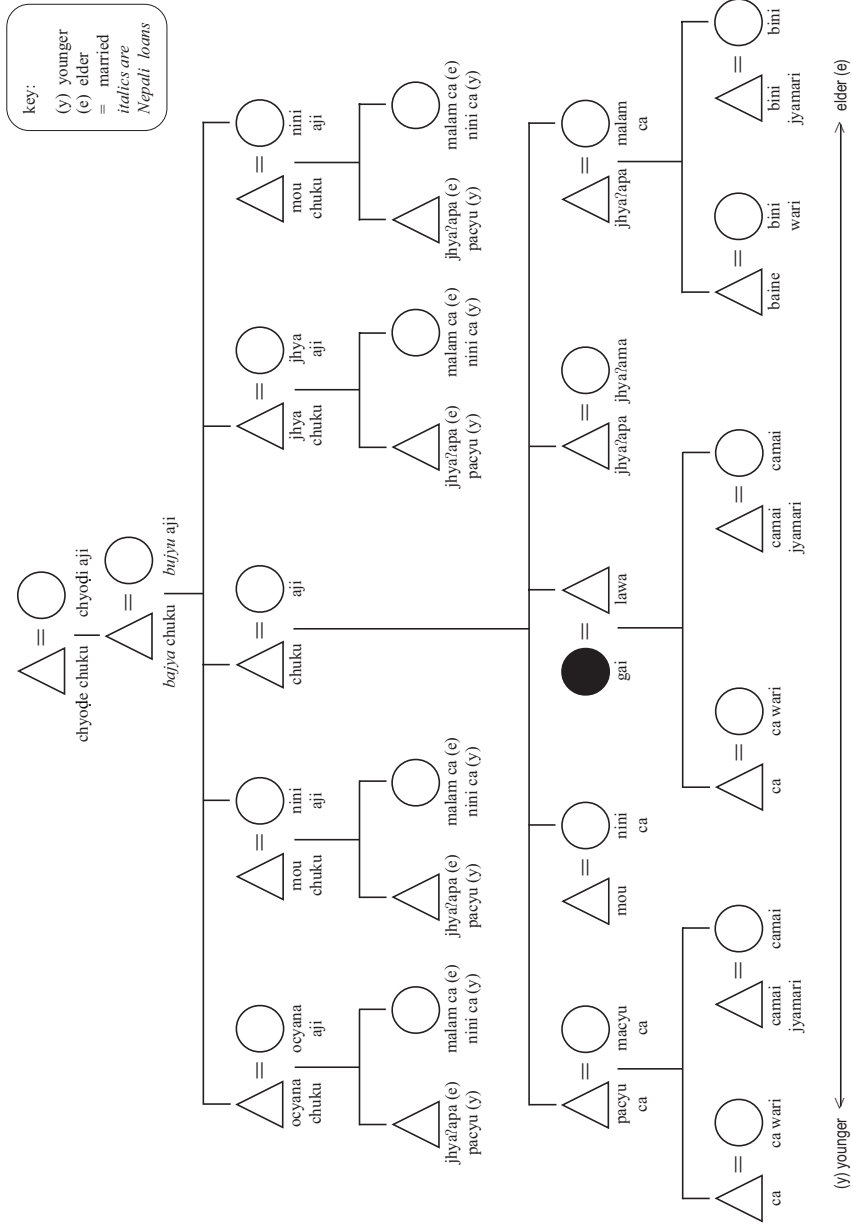 key:
(y) younger
(e) elder
= married
italics are
Nepali loans
chyoḍe chuku
chyoḍi aji
=
bajya chuku
bujyu aji
=
ocyana
chuku
=
ocyana
aji
mou
chuku
=
nini
aji
chuku
=
aji
jhya
chuku
=
jhya
aji
mou
chuku
=
nini
aji
jhyaʔapa (e)
pacyu (y)
malam ca (e)
nini ca (y)
jhyaʔapa (e)
pacyu (y)
malam ca (e)
nini ca (y)
jhyaʔapa (e)
pacyu (y)
malam ca (e)
nini ca (y)
jhyaʔapa (e)
pacyu (y)
malam ca (e)
nini ca (y)
pacyu
ca
=
macyu
ca
mou
=
nini
ca
gai
=
lawa
jhyaʔapa
=
jhyaʔama
jhyaʔapa
=
malam
ca
ca
=
ca wari
camai
jyamari
=
camai
ca
=
ca wari
camai
jyamari
=
camai
baine
=
bini
wari
bini
jyamari
=
bini
(y) younger
elder (e)